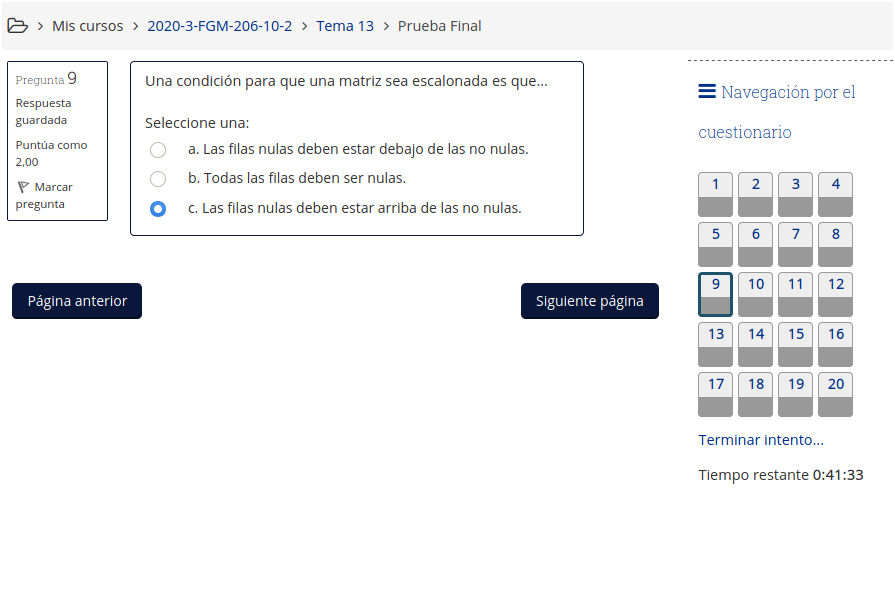 Mis cursos > 2020-3-FGM-206-10-2 > Tema 13 > Prueba Final
Pregunta 9
Respuesta
guardada
Puntúa como
2,00
Marcar
pregunta
Una condición para que una matriz sea escalonada es que...
Seleccione una:
a. Las filas nulas deben estar debajo de las no nulas.
b. Todas las filas deben ser nulas.
c. Las filas nulas deben estar arriba de las no nulas.
Página anterior
Siguiente página
Navegación por el
cuestionario
1 2 3 4
5 6 7 8
9 10 11 12
13 14 15 16
17 18 19 20
Terminar intento...
Tiempo restante 0:41:33